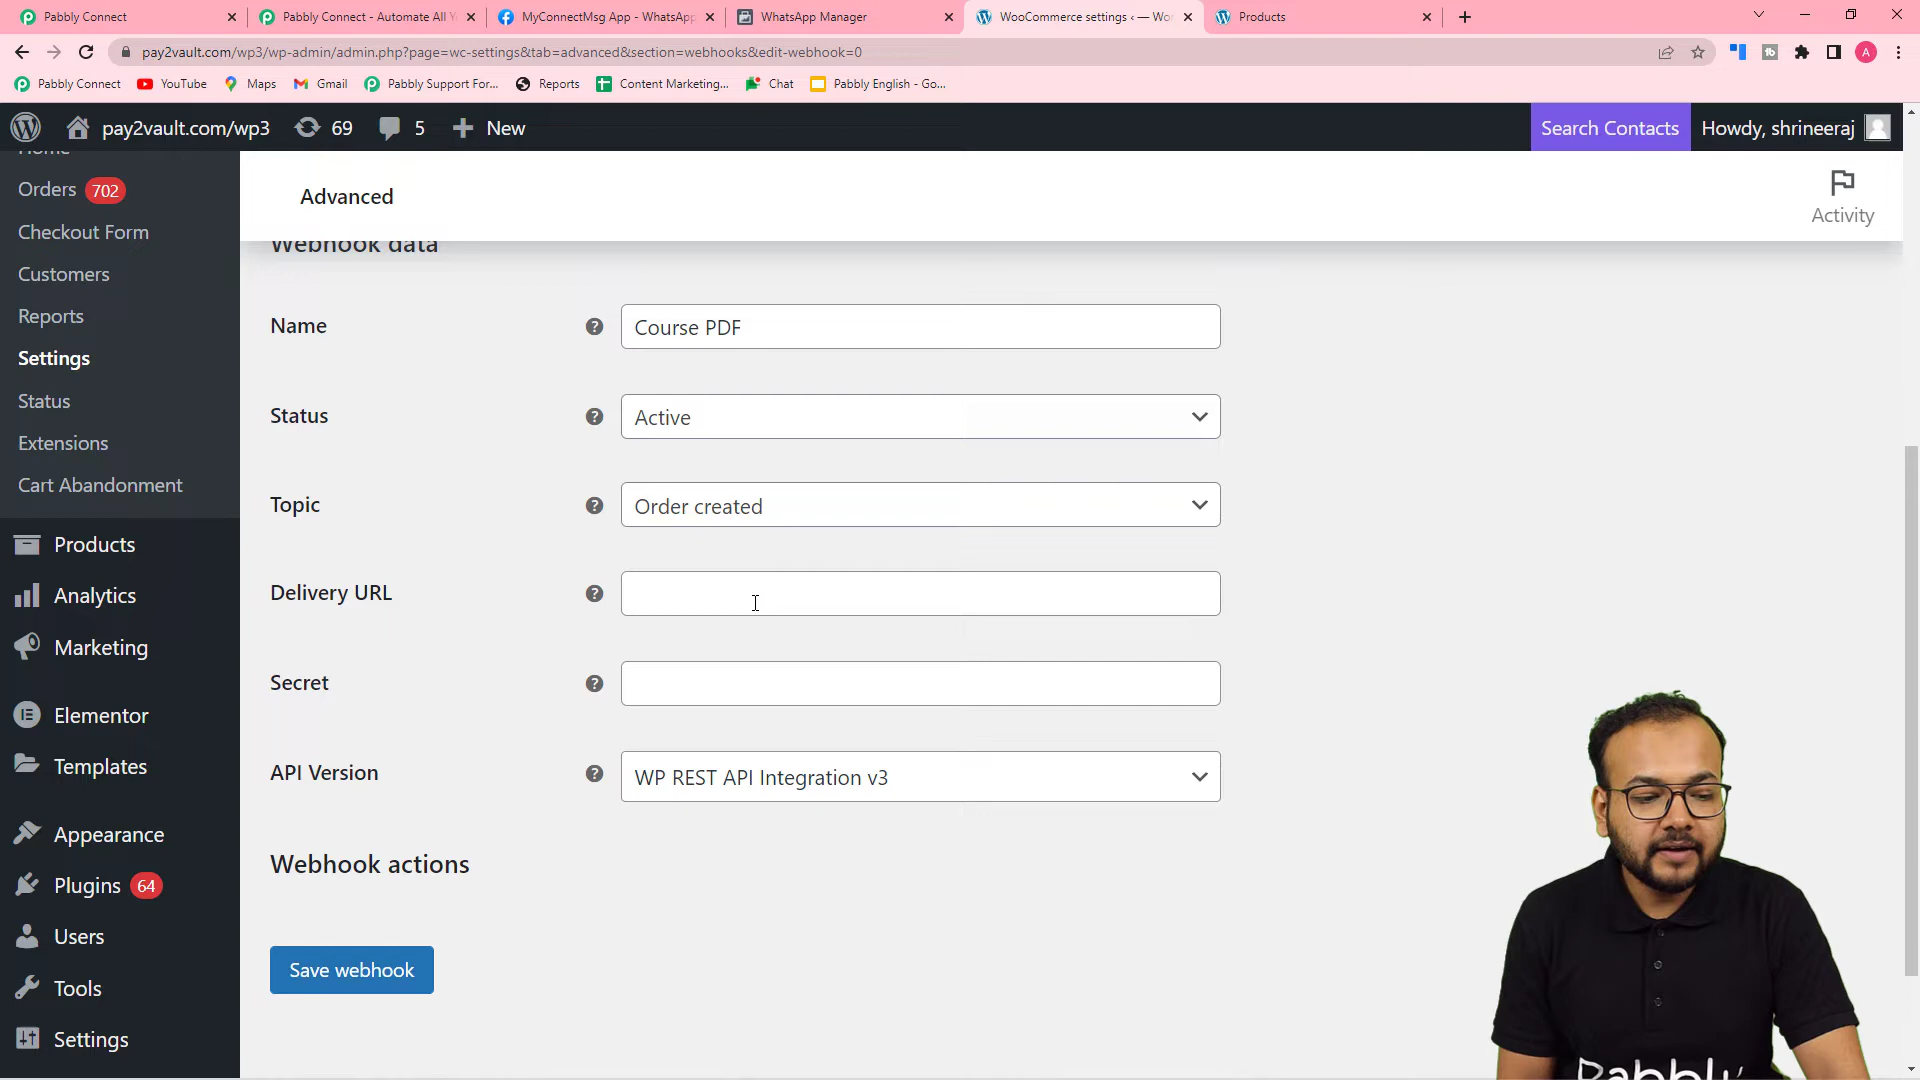 Pabbly Connect
Pabbly Connect - Automate All Y
MyConnectMsg App - WhatsApp
WhatsApp Manager
WooCommerce settings ‹ — Wor
Products
pay2vault.com/wp3/wp-admin/admin.php?page=wc-settings&tab=advanced&section=webhooks&edit-webhook=0
A
Pabbly Connect
YouTube
Maps
Gmail
Pabbly Support For...
Reports
Content Marketing...
Chat
Pabbly English - Go...
pay2vault.com/wp3
69
5
New
Search Contacts
Howdy, shrineeraj
Home
Orders 702
Checkout Form
Customers
Reports
Settings
Status
Extensions
Cart Abandonment
Products
Analytics
Marketing
Elementor
Templates
Appearance
Plugins 64
Users
Tools
Settings
Advanced
Activity
Webhook data
Name
Course PDF
Status
Active
Topic
Order created
Delivery URL
Secret
API Version
WP REST API Integration v3
Webhook actions
Save webhook
Pabbly